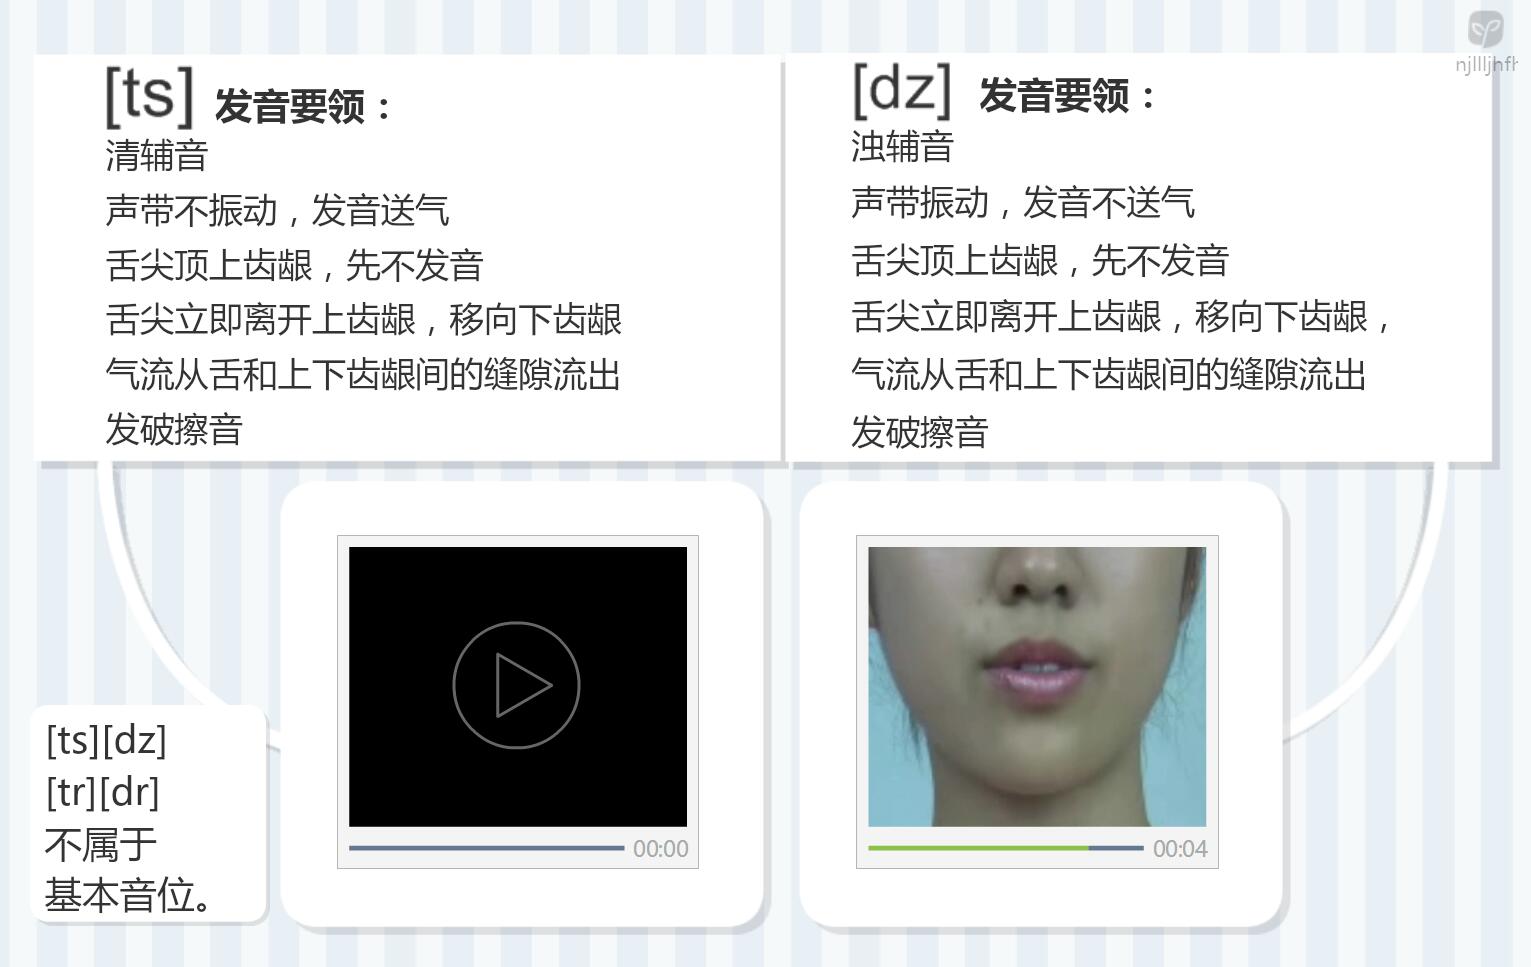 [ts] 发音要领：
清辅音
声带不振动，发音送气
舌尖顶上齿龈，先不发音
舌尖立即离开上齿龈，移向下齿龈
气流从舌和上下齿龈间的缝隙流出
发破擦音
[dz] 发音要领：
浊辅音
声带振动，发音不送气
舌尖顶上齿龈，先不发音
舌尖立即离开上齿龈，移向下齿龈，
气流从舌和上下齿龈间的缝隙流出
发破擦音
[ts][dz]
[tr][dr]
不属于
基本音位。
00:00
00:04